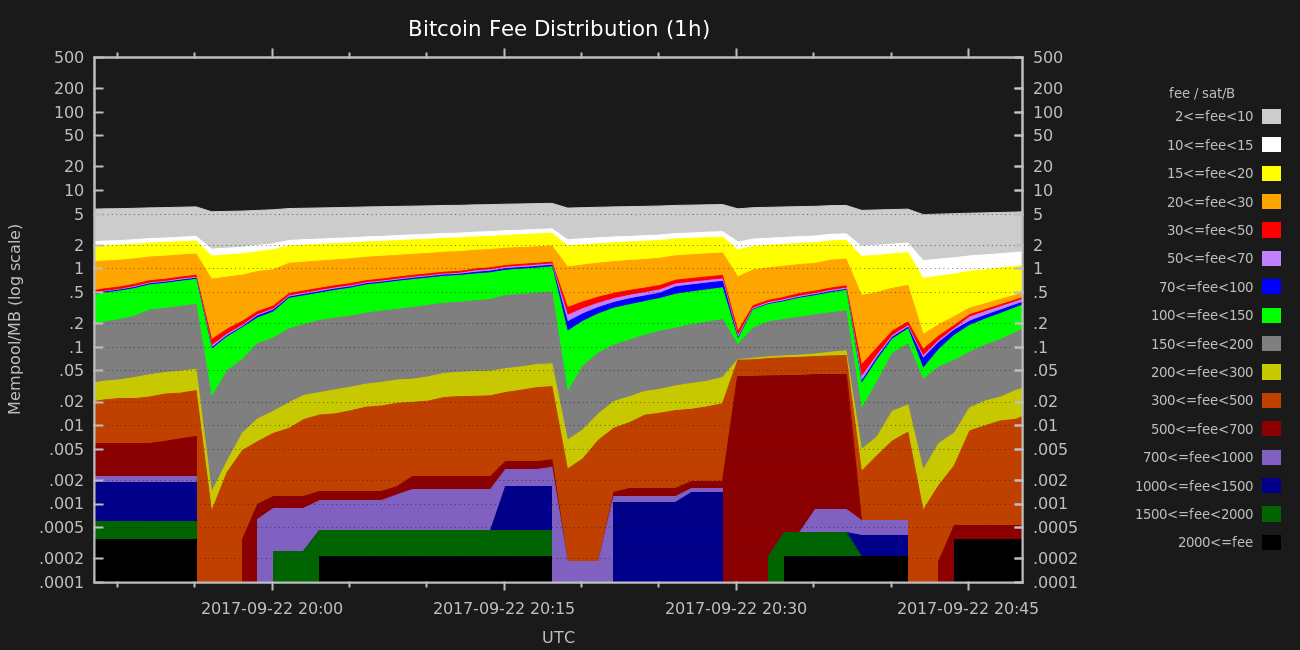 Bitcoin Fee Distribution (1h)
Mempool/MB (log scale)
500
200
100
50
20
10
5
2
1
.5
.2
.1
.05
.02
.01
.005
.002
.001
.0005
.0002
.0001
500
200
100
50
20
10
5
2
1
.5
.2
.1
.05
.02
.01
.005
.002
.001
.0005
.0002
.0001
2017-09-22 20:00
2017-09-22 20:15
2017-09-22 20:30
2017-09-22 20:45
UTC
fee / sat/B
2<=fee<10
10<=fee<15
15<=fee<20
20<=fee<30
30<=fee<50
50<=fee<70
70<=fee<100
100<=fee<150
150<=fee<200
200<=fee<300
300<=fee<500
500<=fee<700
700<=fee<1000
1000<=fee<1500
1500<=fee<2000
2000<=fee